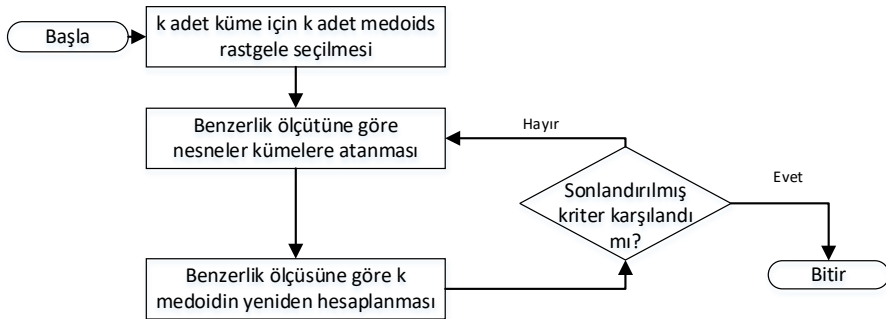 Başla
k adet küme için k adet medoids
rastgele seçilmesi
Benzerlik ölçütüne göre
nesneler kümelere atanması
Hayır
Sonlandırılmış
kriter karşılandı
mı?
Evet
Benzerlik ölçüsüne göre k
medoidin yeniden hesaplanması
Bitir